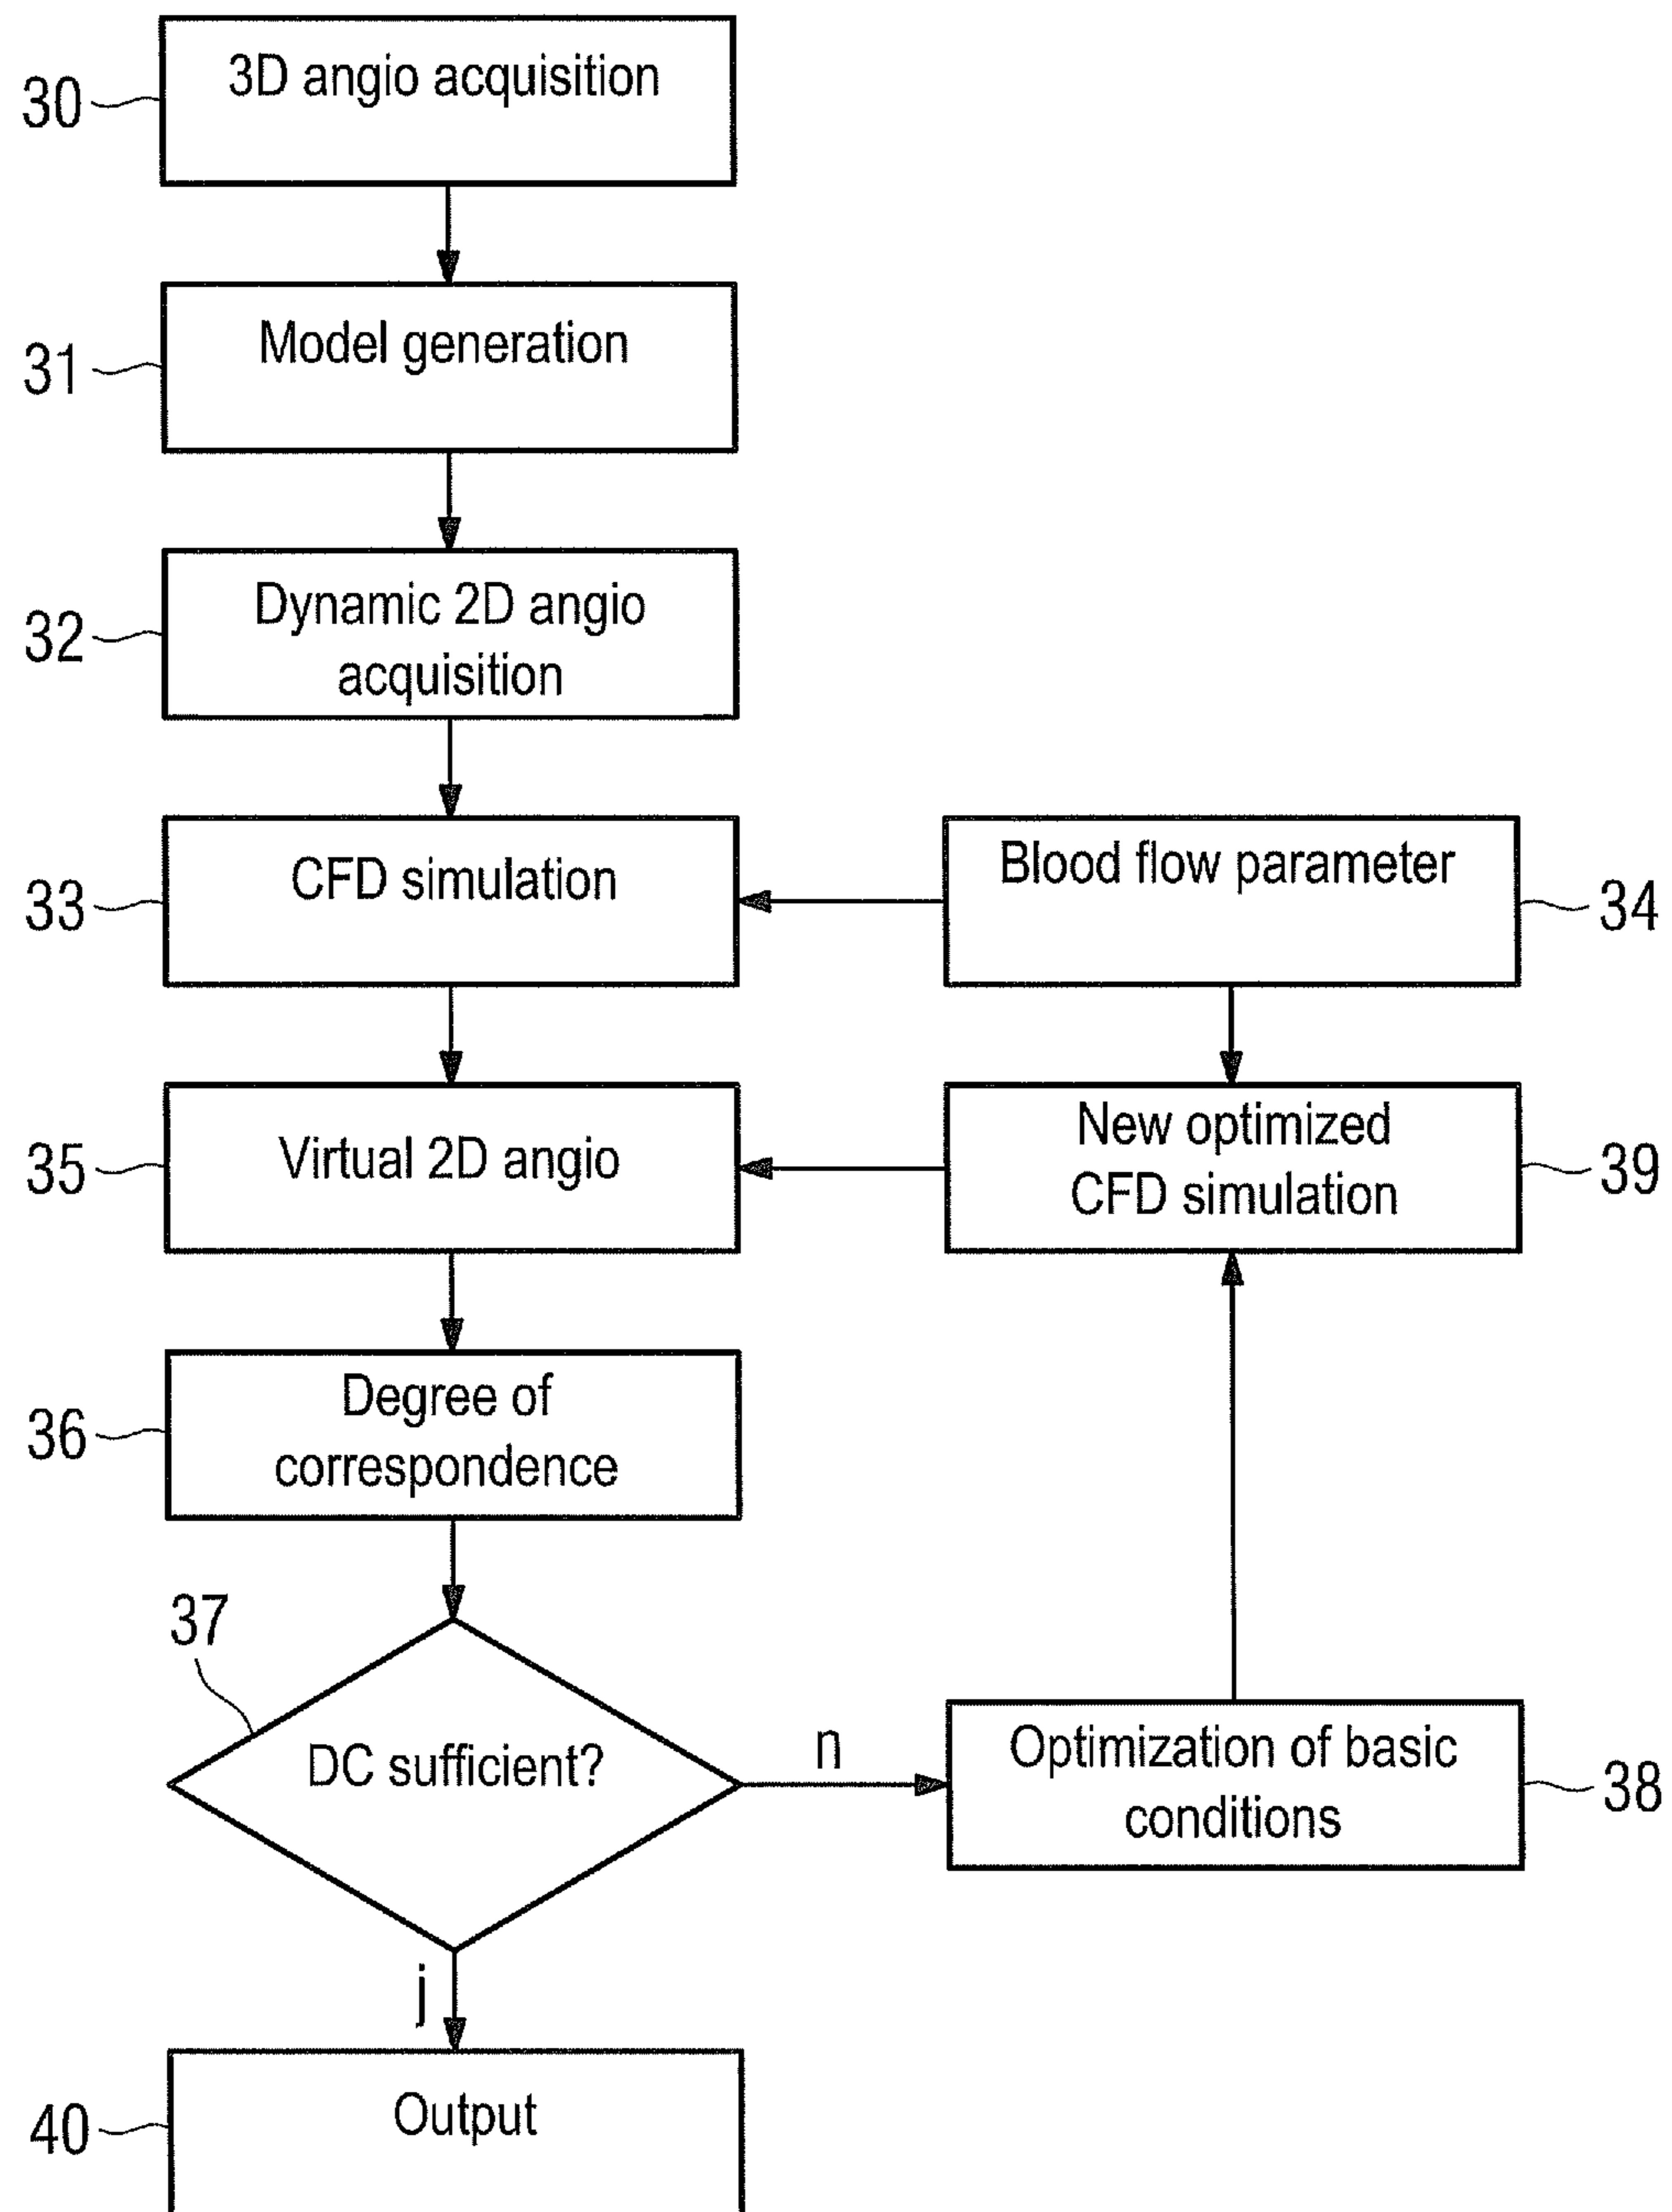 30
3D angio acquisition
31
Model generation
32
Dynamic 2D angio
acquisition
33
CFD simulation
Blood flow parameter
34
35
Virtual 2D angio
New optimized
CFD simulation
39
36
Degree of
correspondence
37
DC sufficient?
n
Optimization of basic
conditions
38
j
40
Output